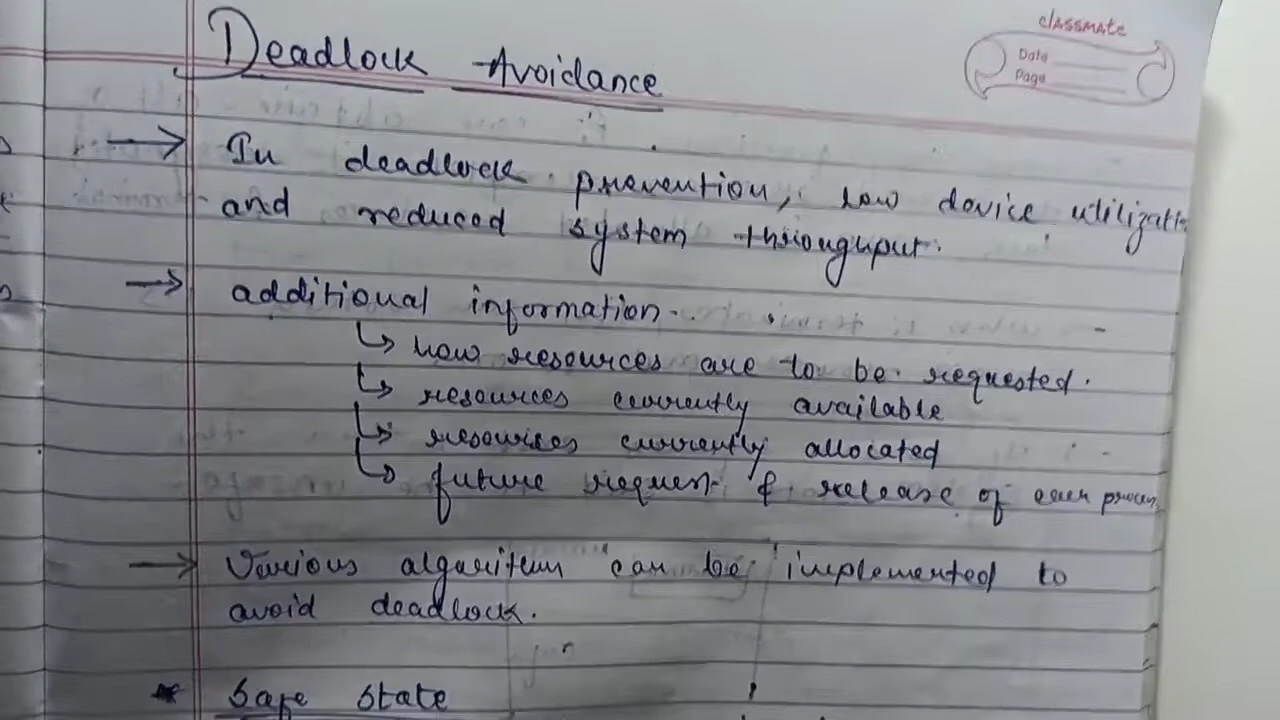 classmate
Date
Page
Deadlock Avoidance
→ In deadlock prevention, low device utilizati
and reduced system throughput.
→ additional information.
↳ how resources are to be requested.
↳ resources currently available
↳ resources currently allocated
↳ future request & release of each process
→ Various algorithm can be implemented to
avoid deadlock.
* Safe State